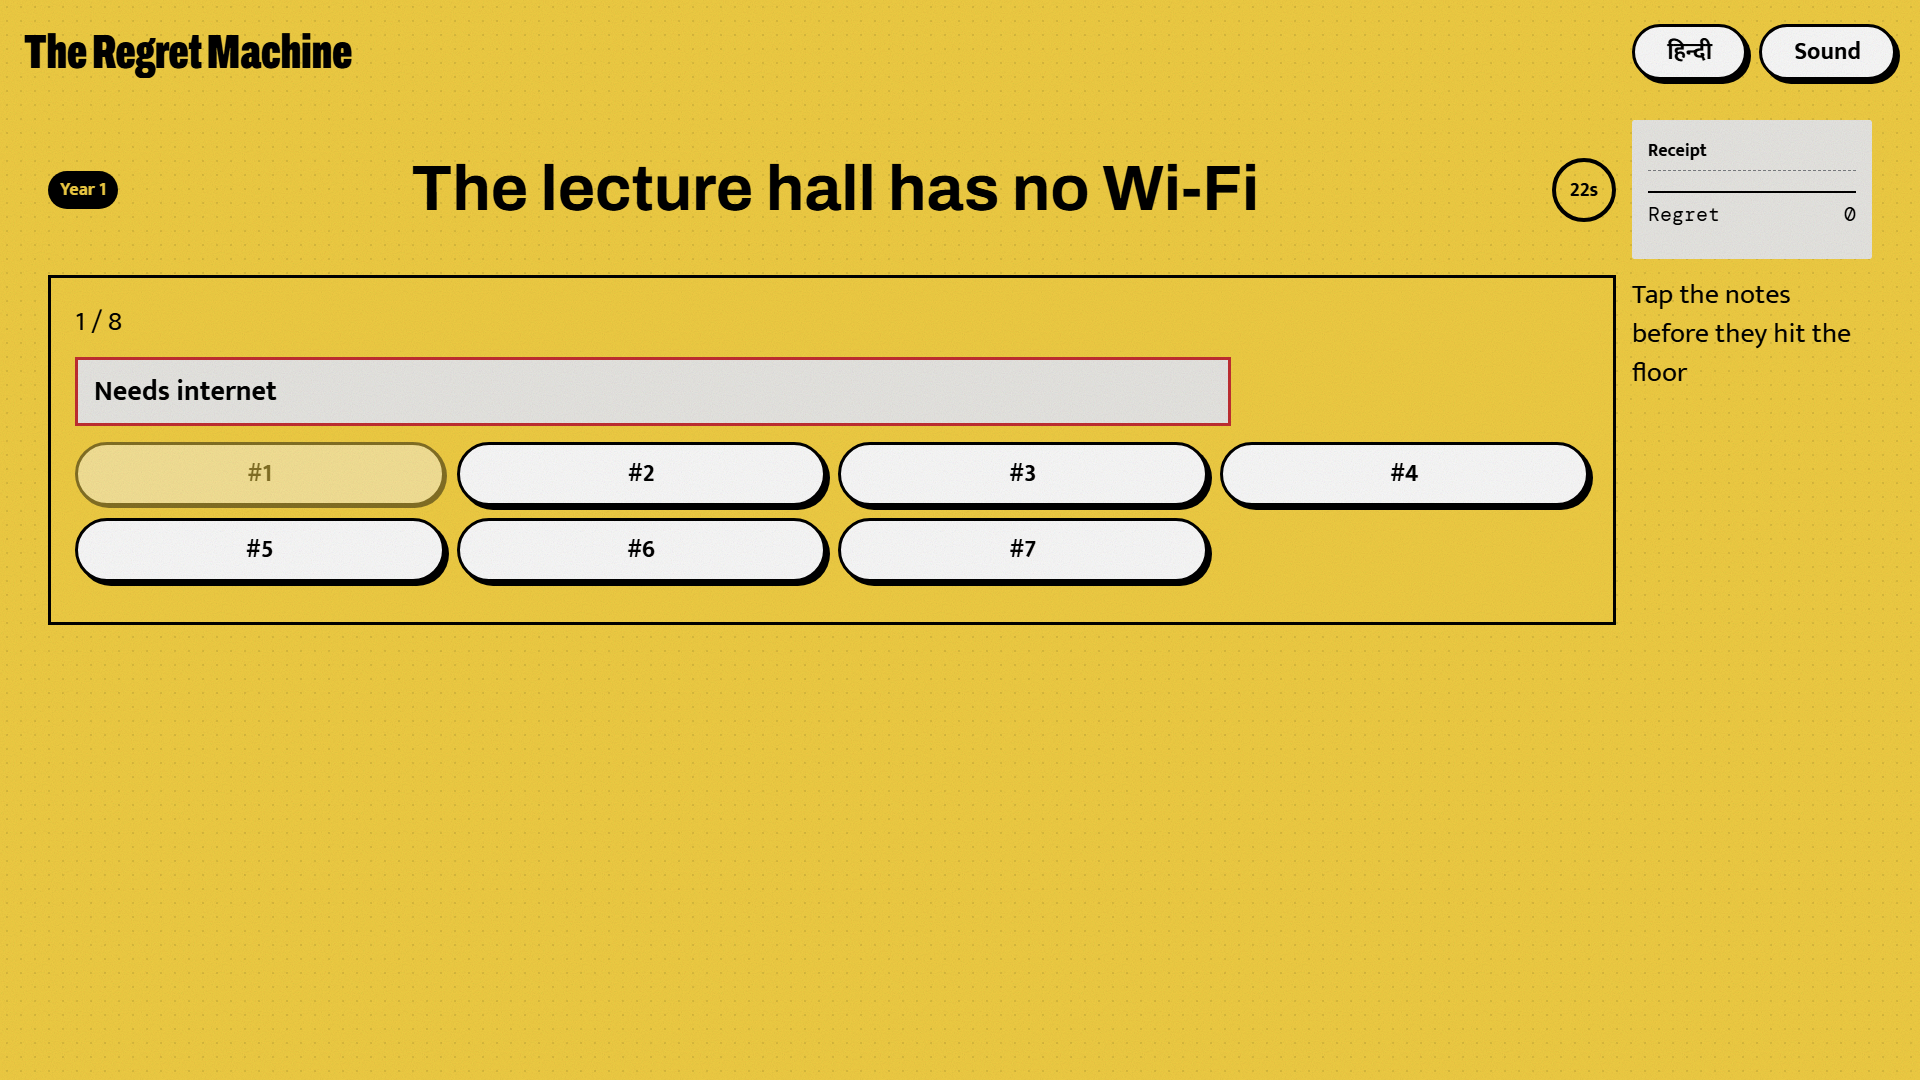 The Regret Machine
हिन्दी
Sound
Year 1
The lecture hall has no Wi-Fi
22s
Receipt
Regret 0
Tap the notes
before they hit the
floor
1 / 8
Needs internet
#1
#2
#3
#4
#5
#6
#7